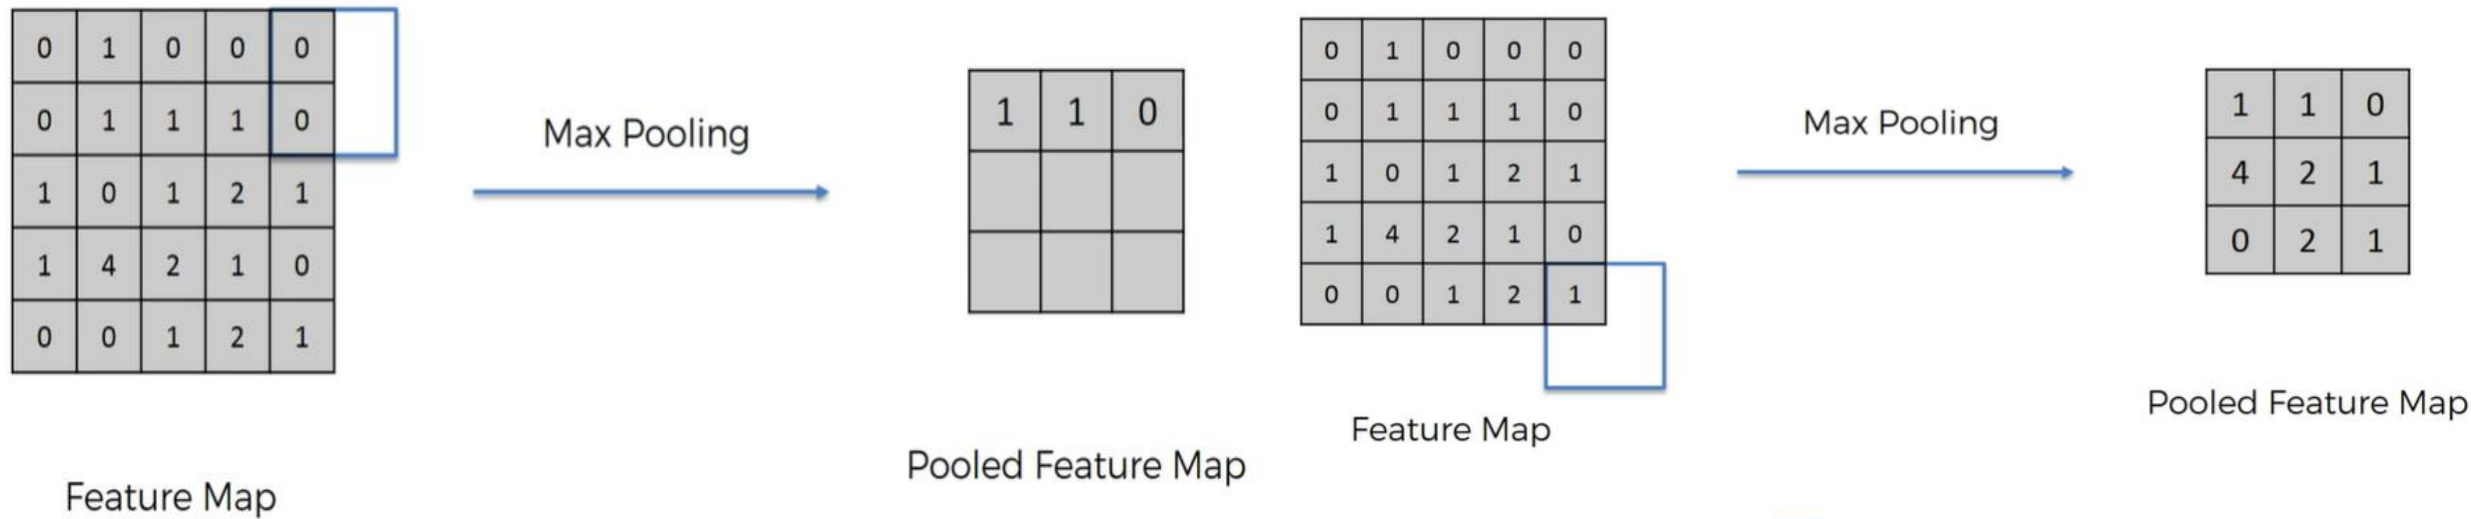 0 1 0 0 0
0 1 1 1 0
1 0 1 2 1
1 4 2 1 0
0 0 1 2 1
Feature Map
Max Pooling
1 1 0
Pooled Feature Map
0 1 0 0 0
0 1 1 1 0
1 0 1 2 1
1 4 2 1 0
0 0 1 2 1
Feature Map
Max Pooling
1 1 0
4 2 1
0 2 1
Pooled Feature Map